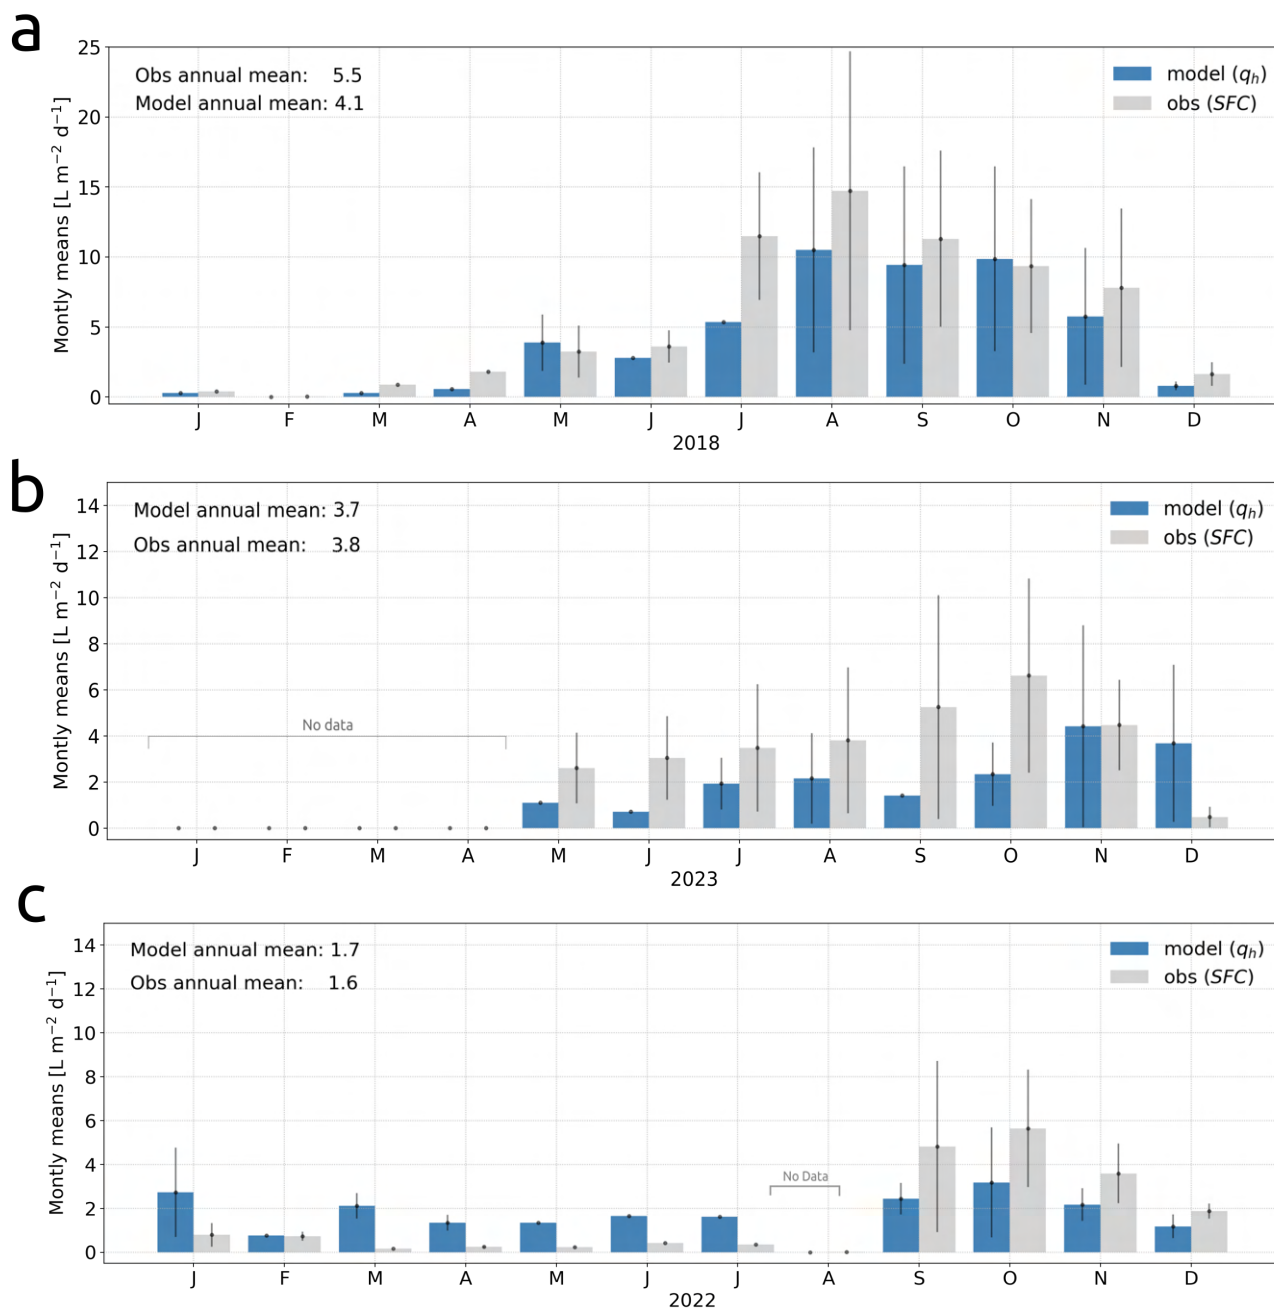 a
Obs annual mean: 5.5
Model annual mean: 4.1
model (qh)
obs (SFC)
Montly means [L m−2 d−1]
25
20
15
10
5
0
J F M A M J J A S O N D
2018
b
Model annual mean: 3.7
Obs annual mean: 3.8
model (qh)
obs (SFC)
Montly means [L m−2 d−1]
14
12
10
8
6
4
2
0
No data
J F M A M J J A S O N D
2023
c
Model annual mean: 1.7
Obs annual mean: 1.6
model (qh)
obs (SFC)
Montly means [L m−2 d−1]
14
12
10
8
6
4
2
0
No Data
J F M A M J J A S O N D
2022